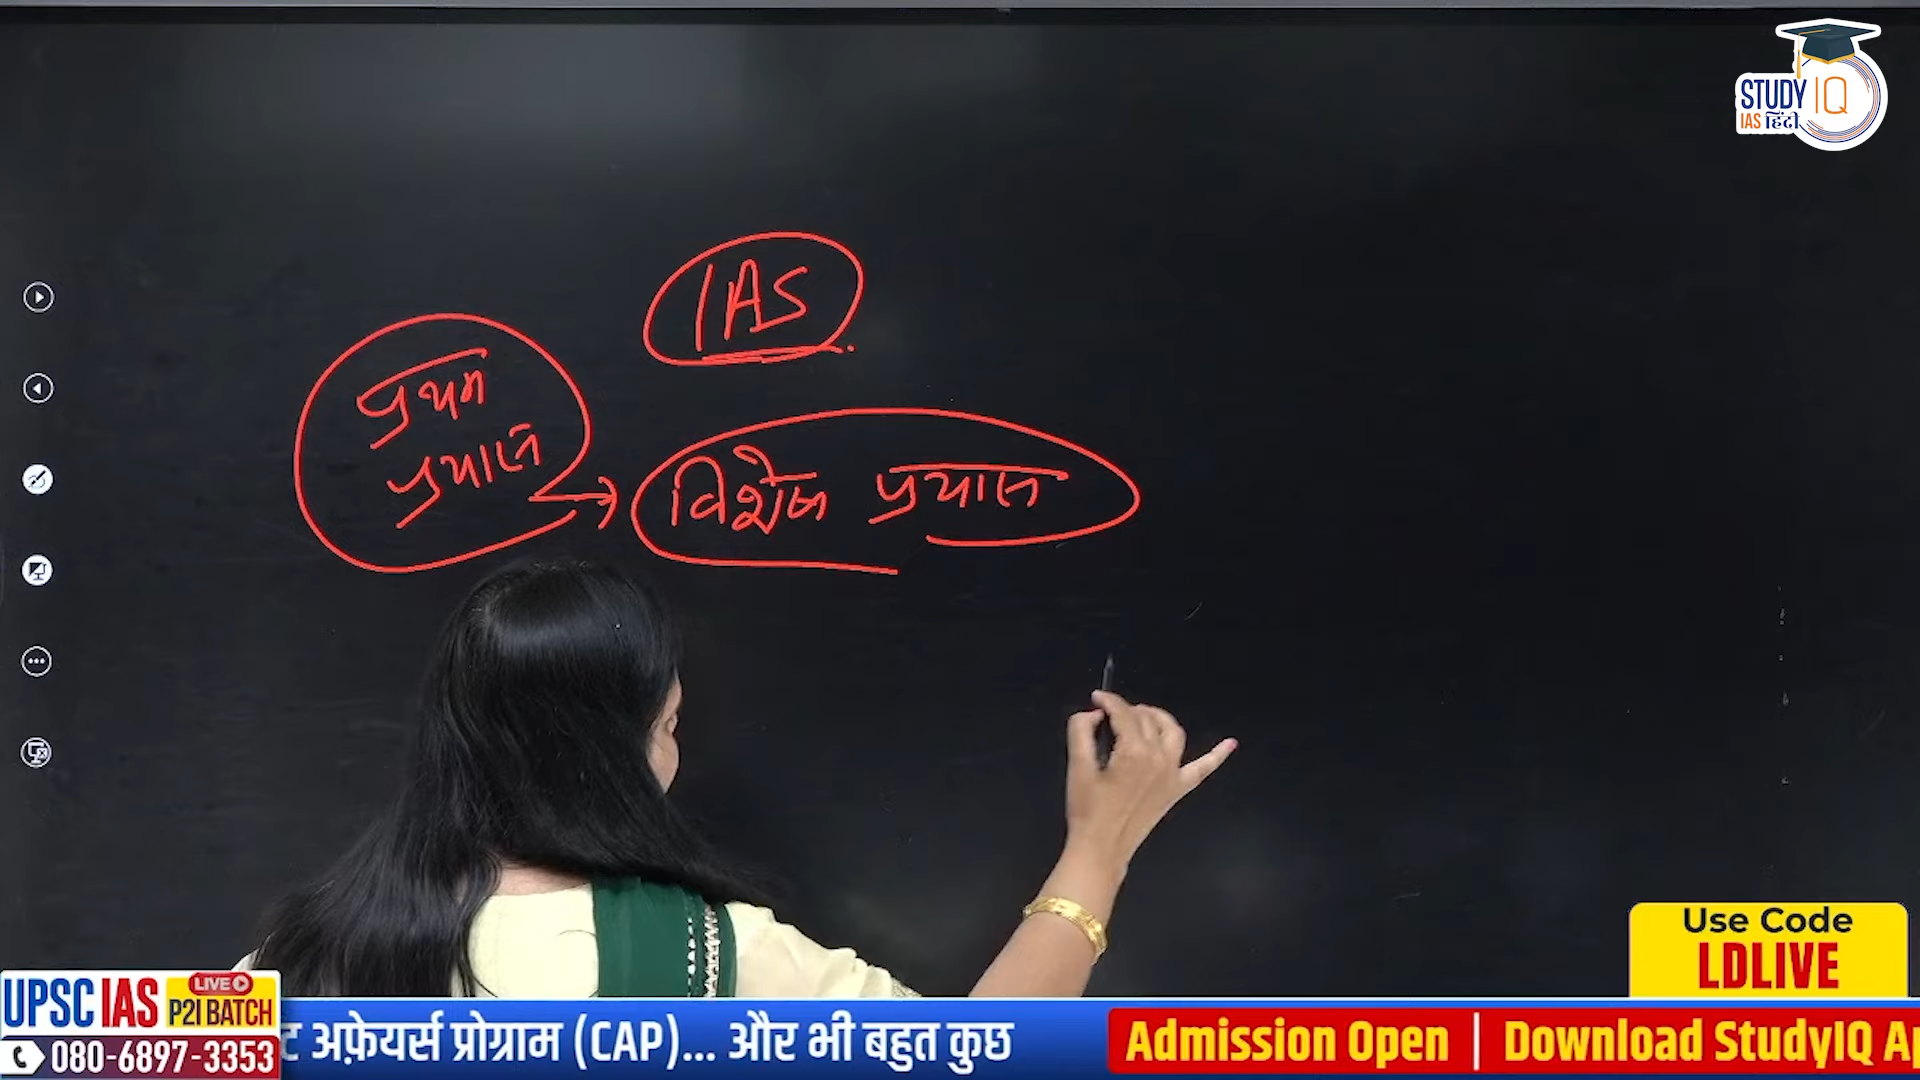 STUDY IQ
IAS हिंदी
IAS
प्रथम
प्रयास
विशेष प्रयास
Use Code
LDLIVE
UPSC IAS
LIVE
P2I BATCH
080-6897-3353
ट अफ़ेयर्स प्रोग्राम (CAP)... और भी बहुत कुछ
Admission Open | Download StudyIQ Ap